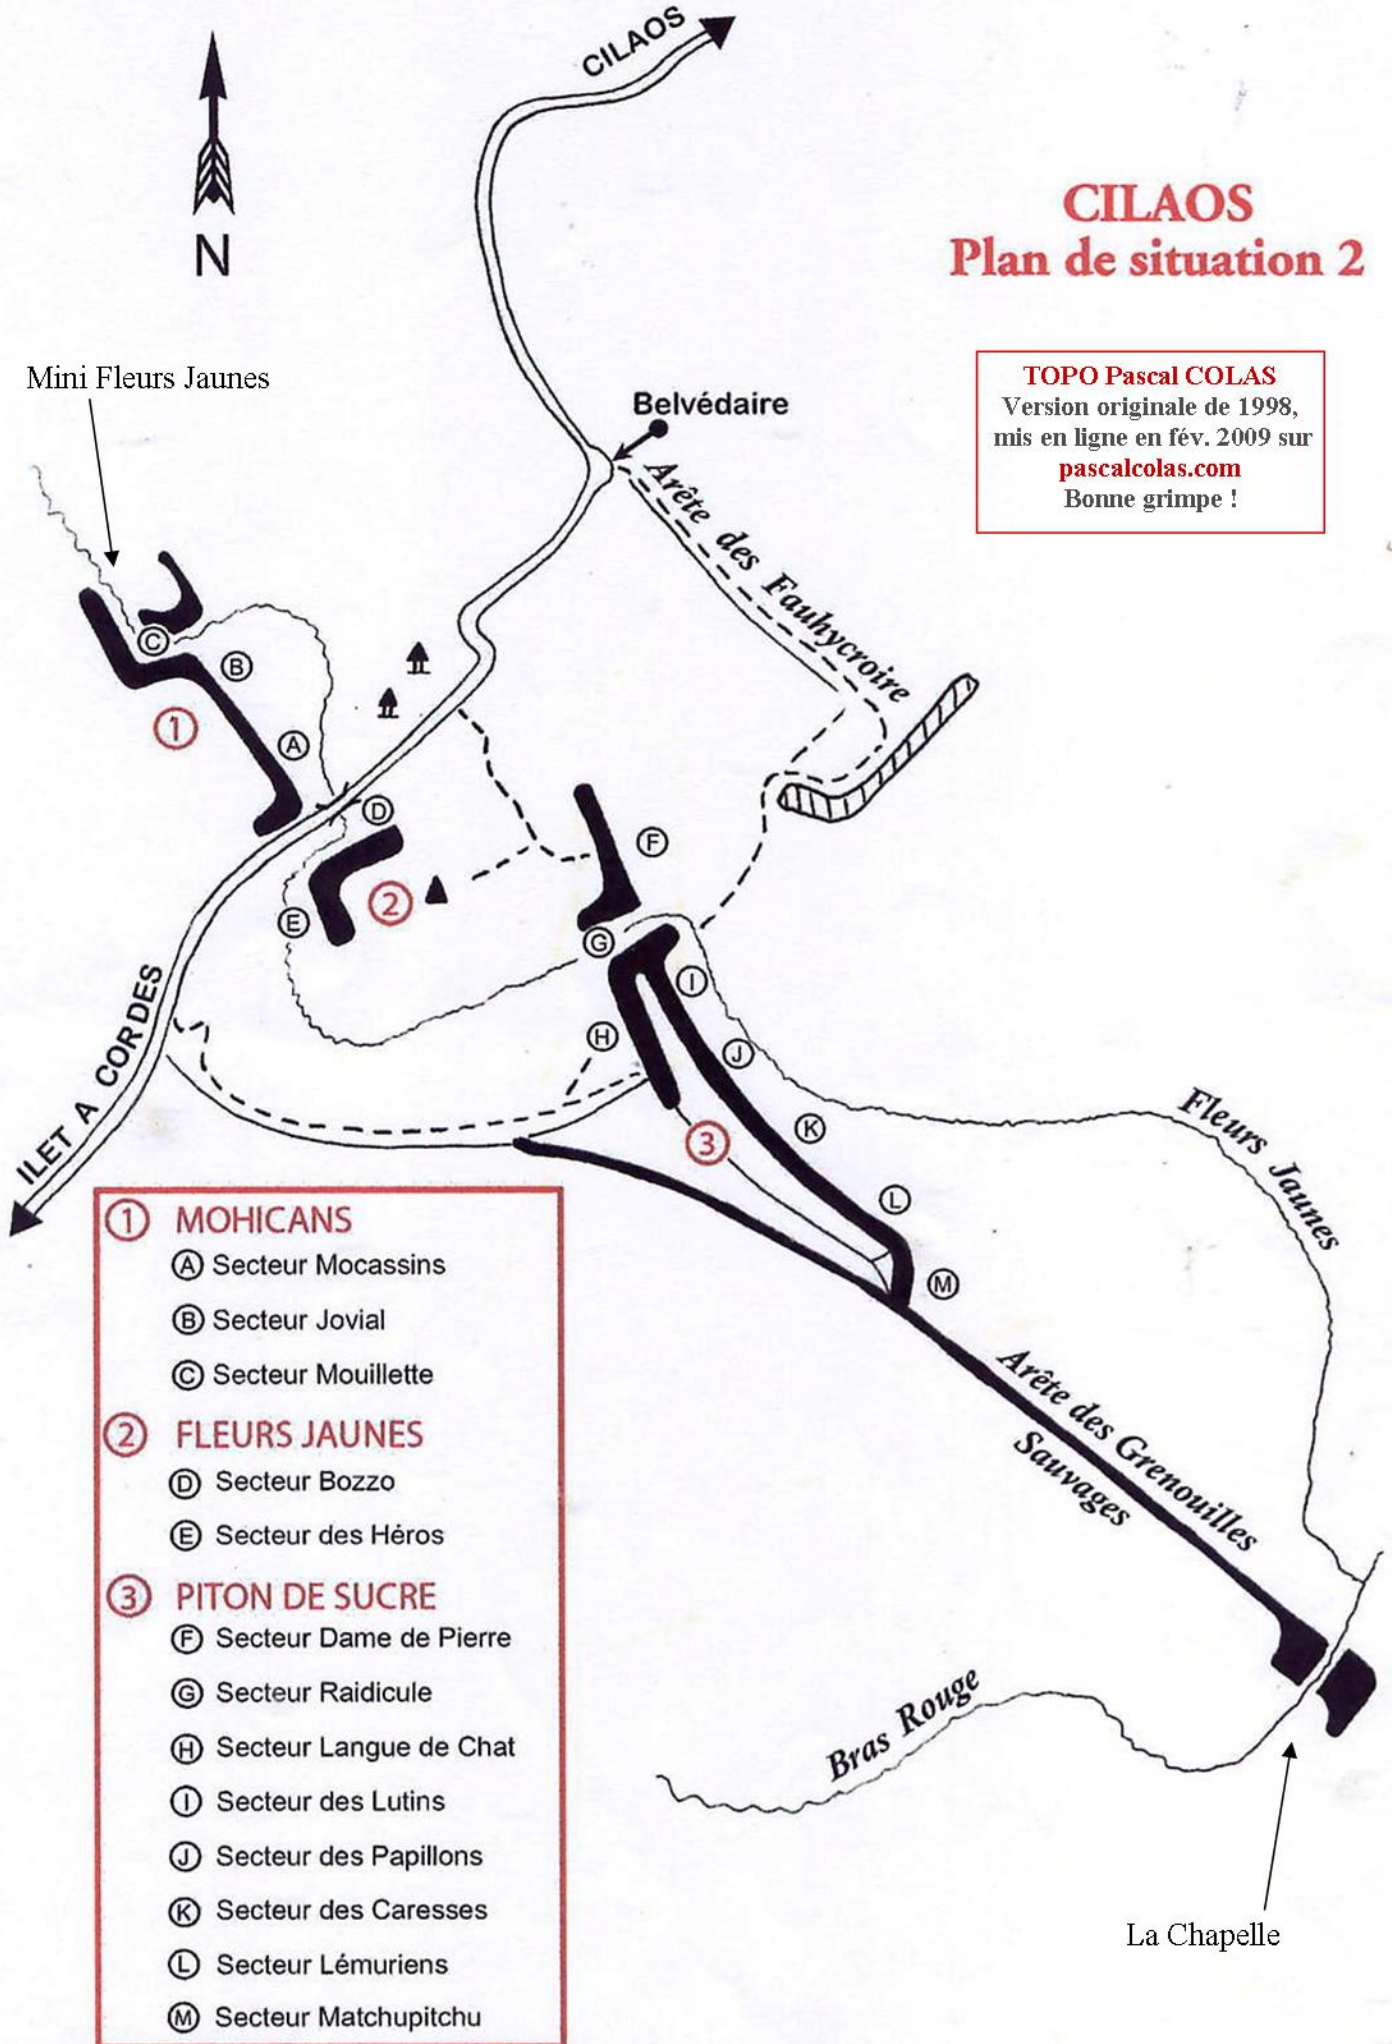 CILAOS
N
CILAOS
Plan de situation 2
TOPO Pascal COLAS
Version originale de 1998,
mis en ligne en fév. 2009 sur
pascalcolas.com
Bonne grimpe !
Mini Fleurs Jaunes
Belvédaire
Arête des Fauhycroire
C
B
1
A
D
F
2
E
G
I
H
J
ILET A CORDES
K
3
Fleurs Jaunes
L
M
Arête des Grenouilles
Sauvages
Bras Rouge
La Chapelle
1 MOHICANS
A Secteur Mocassins
B Secteur Jovial
C Secteur Mouillette
2 FLEURS JAUNES
D Secteur Bozzo
E Secteur des Héros
3 PITON DE SUCRE
F Secteur Dame de Pierre
G Secteur Raidicule
H Secteur Langue de Chat
I Secteur des Lutins
J Secteur des Papillons
K Secteur des Caresses
L Secteur Lémuriens
M Secteur Matchupitchu